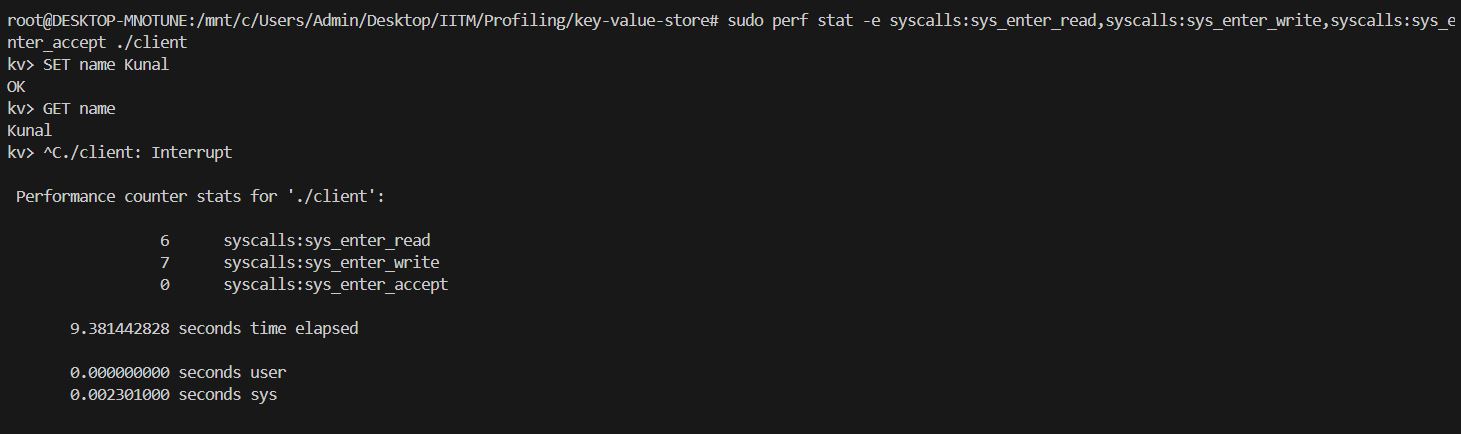 root@DESKTOP-MNOTUNE:/mnt/c/Users/Admin/Desktop/IITM/Profiling/key-value-store# sudo perf stat -e syscalls:sys_enter_read,syscalls:sys_enter_write,syscalls:sys_e
nter_accept ./client
kv> SET name Kunal
OK
kv> GET name
Kunal
kv> ^C./client: Interrupt
Performance counter stats for './client':
6 syscalls:sys_enter_read
7 syscalls:sys_enter_write
0 syscalls:sys_enter_accept
9.381442828 seconds time elapsed
0.000000000 seconds user
0.002301000 seconds sys